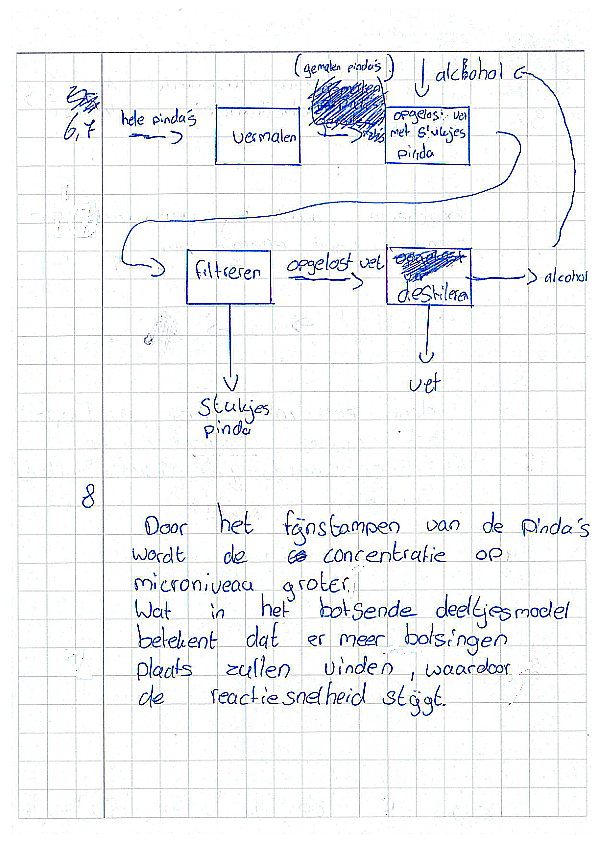 (gemalen pinda's)
alcohol
6,7
hele pinda's
vermalen
opgelost vet
met stukjes
pinda
filtreren
opgelost vet
destileren
alcohol
stukjes
pinda
vet
8
Door het fijnstampen van de pinda's
wordt de concentratie op
microniveau groter.
Wat in het botsende deeltjesmodel
betekent dat er meer botsingen
plaats zullen vinden, waardoor
de reactiesnelheid stijgt.